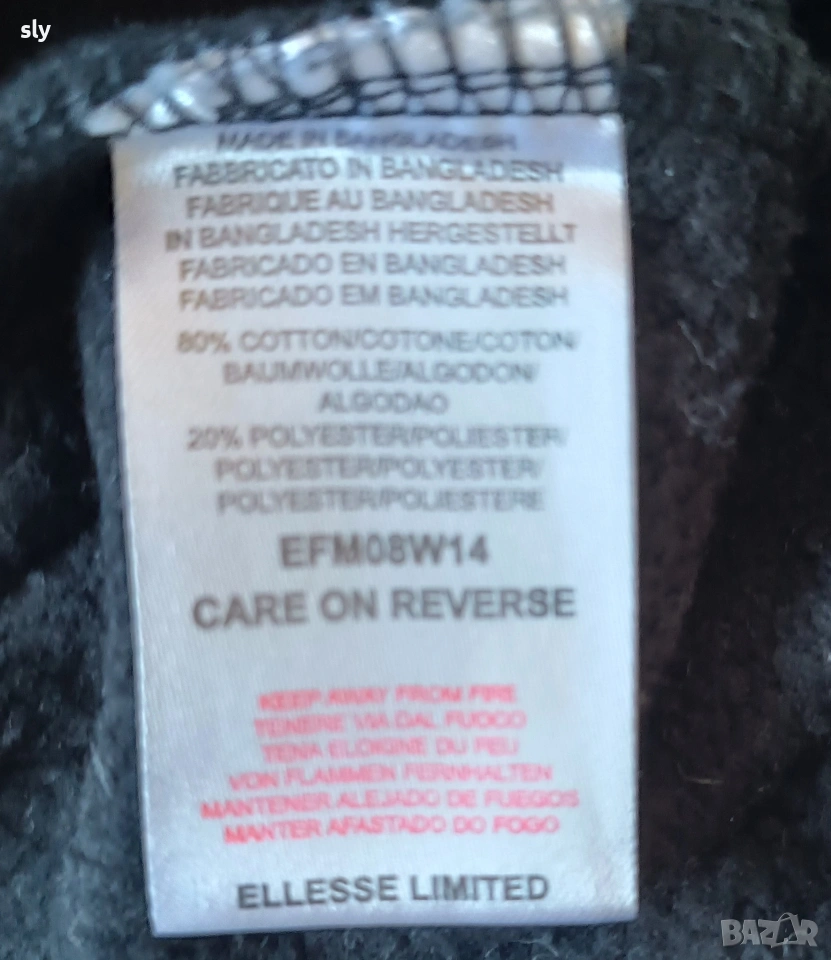 sly
MADE IN BANGLADESH
FABBRICATO IN BANGLADESH
FABRIQUE AU BANGLADESH
IN BANGLADESH HERGESTELLT
FABRICADO EN BANGLADESH
FABRICADO EM BANGLADESH
80% COTTON/COTONE/COTON/
BAUMWOLLE/ALGODON/
ALGODAO
20% POLYESTER/POLIESTER/
POLYESTER/POLYESTER/
POLYESTER/POLIESTERE
EFM08W14
CARE ON REVERSE
KEEP AWAY FROM FIRE
TENERE VIA DAL FUOCO
TENA ELOIGNE DU FEU
VON FLAMMEN FERNHALTEN
MANTENER ALEJADO DE FUEGOS
MANTER AFASTADO DO FOGO
ELLESSE LIMITED
BAZAR